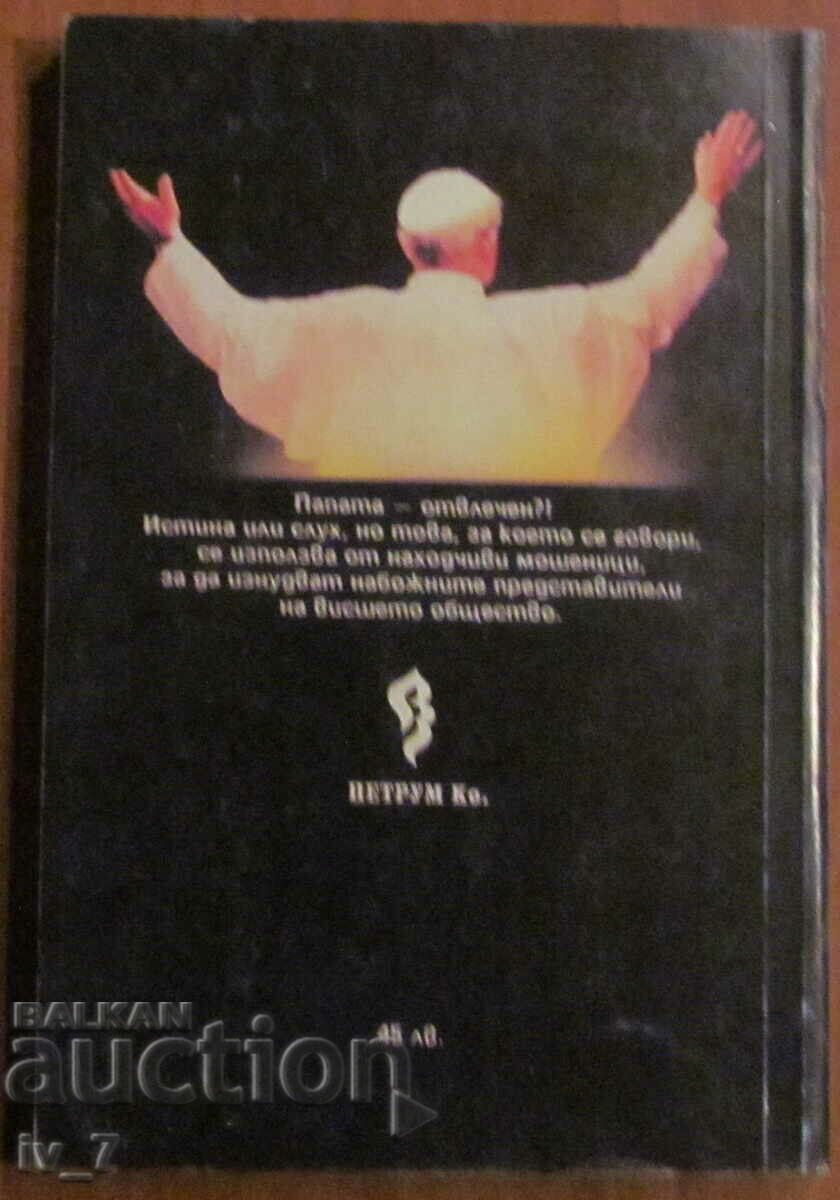 Папата – отвлечен?!
Истина или слух, но това, за което се говори,
се използва от находчиви мошеници,
за да изнудват набожните представители
на висшето общество.
ПЕТРУМ Ко.
45 лв.
BALKAN
auction
iv_7